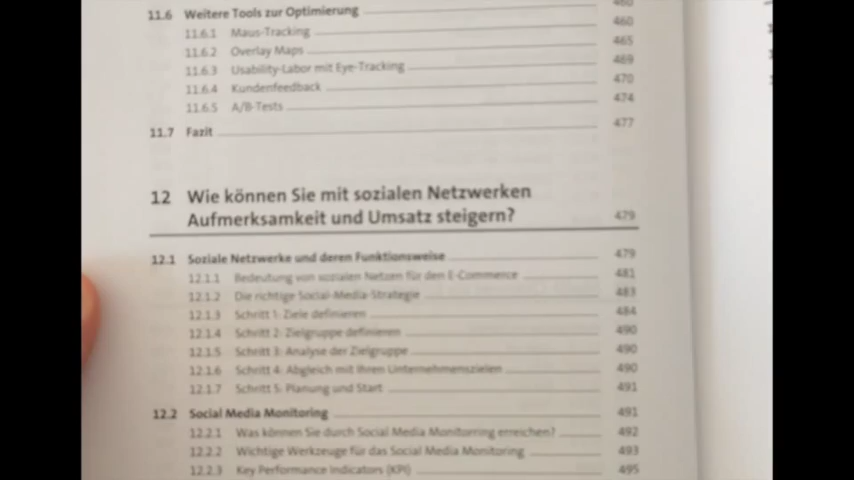 11.6 Weitere Tools zur Optimierung 460
11.6.1 Maus-Tracking 460
11.6.2 Overlay Maps 465
11.6.3 Usability-Labor mit Eye-Tracking 469
11.6.4 Kundenfeedback 470
11.6.5 A/B-Tests 474
11.7 Fazit 477
12 Wie können Sie mit sozialen Netzwerken
Aufmerksamkeit und Umsatz steigern? 479
12.1 Soziale Netzwerke und deren Funktionsweise 479
12.1.1 Bedeutung von sozialen Netzen für den E-Commerce 481
12.1.2 Die richtige Social-Media-Strategie 483
12.1.3 Schritt 1: Ziele definieren 484
12.1.4 Schritt 2: Zielgruppe definieren 490
12.1.5 Schritt 3: Analyse der Zielgruppe 490
12.1.6 Schritt 4: Abgleich mit Ihren Unternehmenszielen 490
12.1.7 Schritt 5: Planung und Start 491
12.2 Social Media Monitoring 491
12.2.1 Was können Sie durch Social Media Monitorring erreichen? 492
12.2.2 Wichtige Werkzeuge für das Social Media Monitoring 493
12.2.3 Key Performance Indicators (KPI) 495